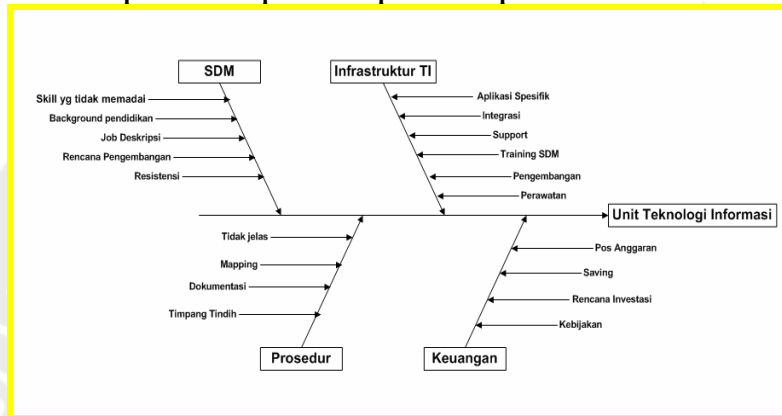 SDM
Infrastruktur TI
Skill yg tidak memadai
Background pendidikan
Job Deskripsi
Rencana Pengembangan
Resistensi
Aplikasi Spesifik
Integrasi
Support
Training SDM
Pengembangan
Perawatan
Unit Teknologi Informasi
Tidak jelas
Mapping
Dokumentasi
Timpang Tindih
Pos Anggaran
Saving
Rencana Investasi
Kebijakan
Prosedur
Keuangan